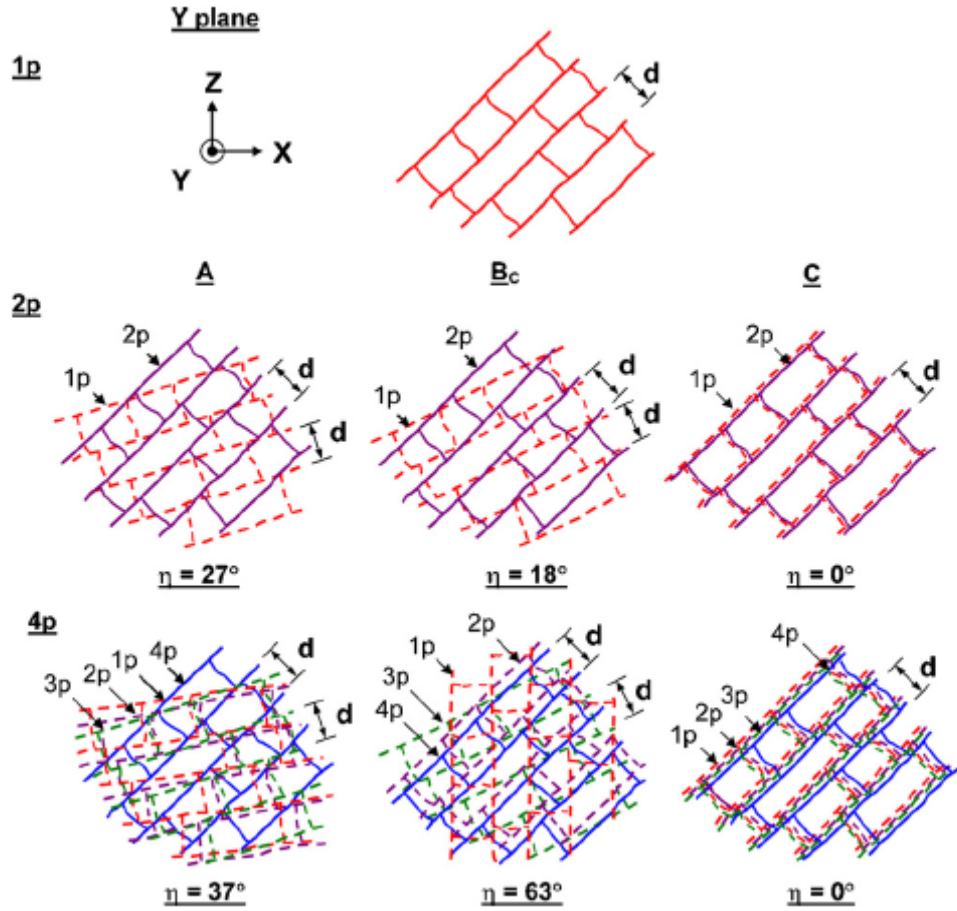 Y plane
1p
Z
X
Y
d
A
Bc
C
2p
2p
1p
d
d
η = 27°
2p
1p
d
d
η = 18°
2p
1p
d
η = 0°
4p
4p
1p
2p
3p
d
d
η = 37°
2p
1p
3p
4p
d
d
η = 63°
4p
3p
2p
1p
d
η = 0°